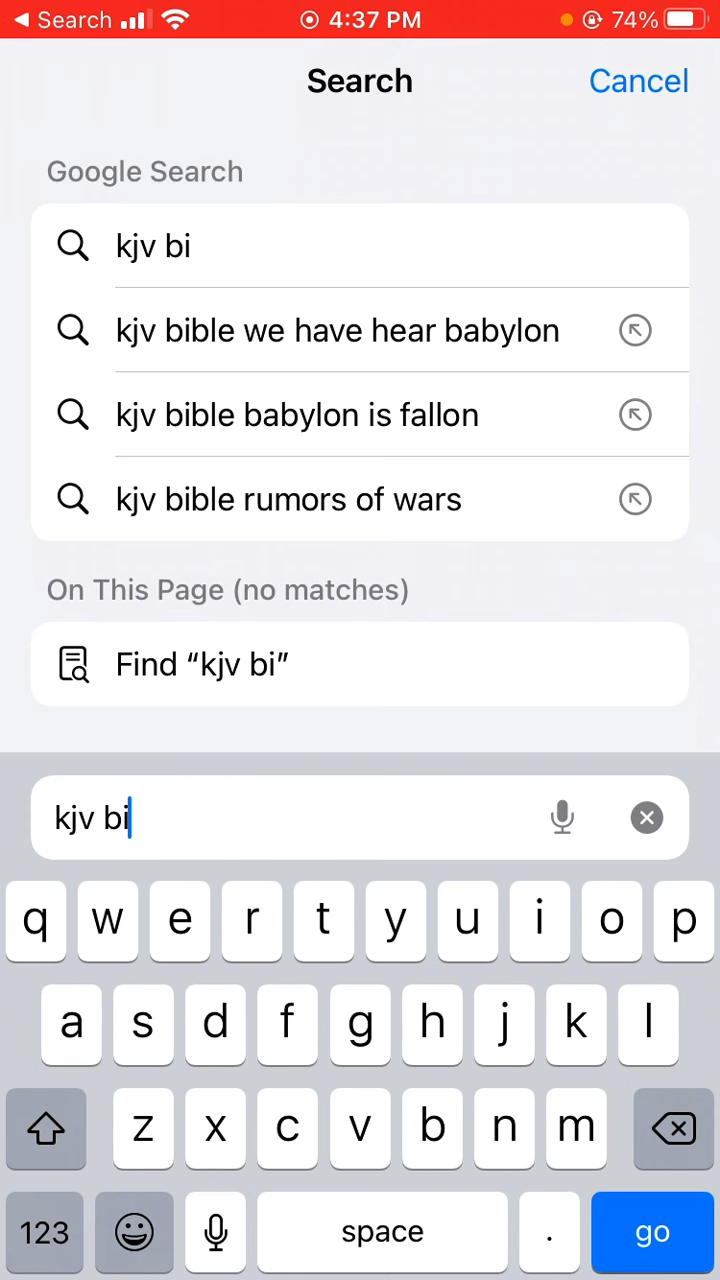 Search 4:37 PM 74%
Search Cancel
Google Search
kjv bi
kjv bible we have hear babylon
kjv bible babylon is fallon
kjv bible rumors of wars
On This Page (no matches)
Find “kjv bi”
kjv bi
q w e r t y u i o p
a s d f g h j k l
z x c v b n m
123 space . go